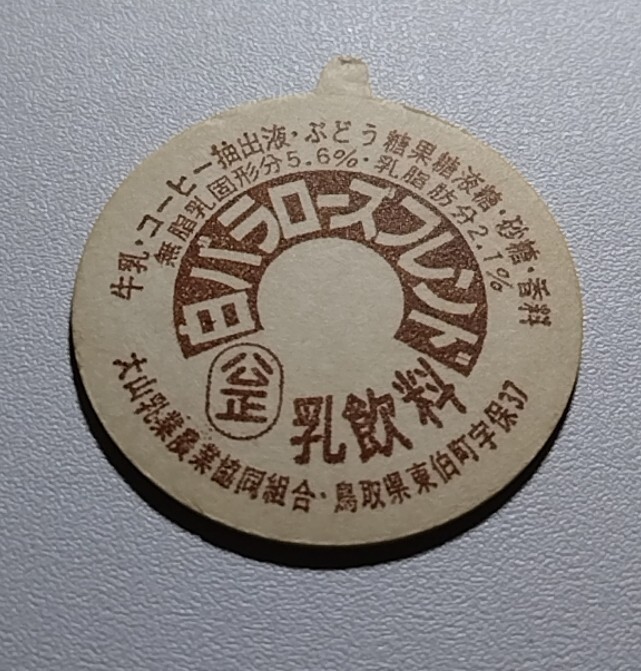 牛乳・コーヒー抽出液・ぶどう糖果糖液糖・砂糖・香料
無脂乳固形分5.6%・乳脂肪分2.1%
白バラローズフレンド
公正
乳飲料
大山乳業農業協同組合・鳥取県東伯町字保37